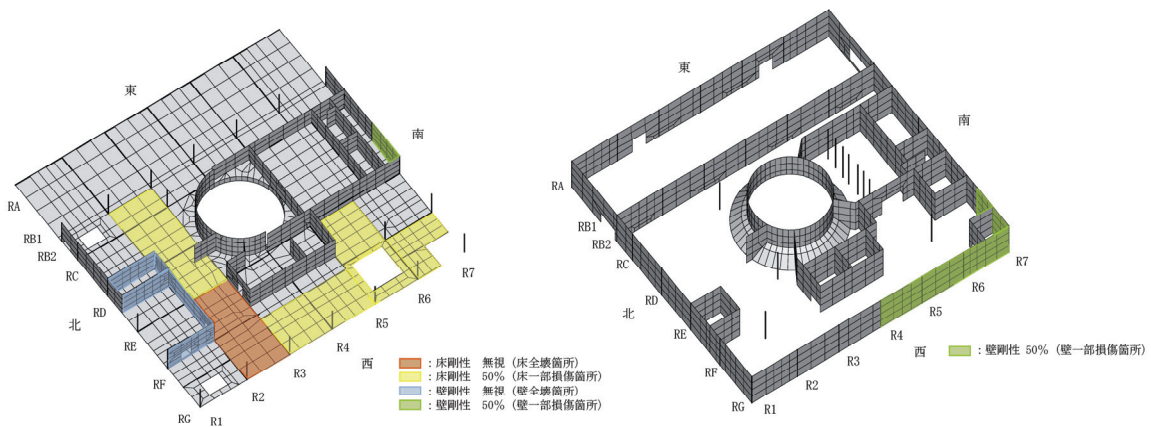 東
南
RA
RB1
RB2
RC
RD
RE
RF
RG
北
西
R1
R2
R3
R4
R5
R6
R7
：床剛性　無視（床全壊箇所）
：床剛性　50%（床一部損傷箇所）
：壁剛性　無視（壁全壊箇所）
：壁剛性　50%（壁一部損傷箇所）
東
南
RA
RB1
RB2
RC
RD
RE
RF
RG
北
西
R1
R2
R3
R4
R5
R6
R7
：壁剛性 50%（壁一部損傷箇所）